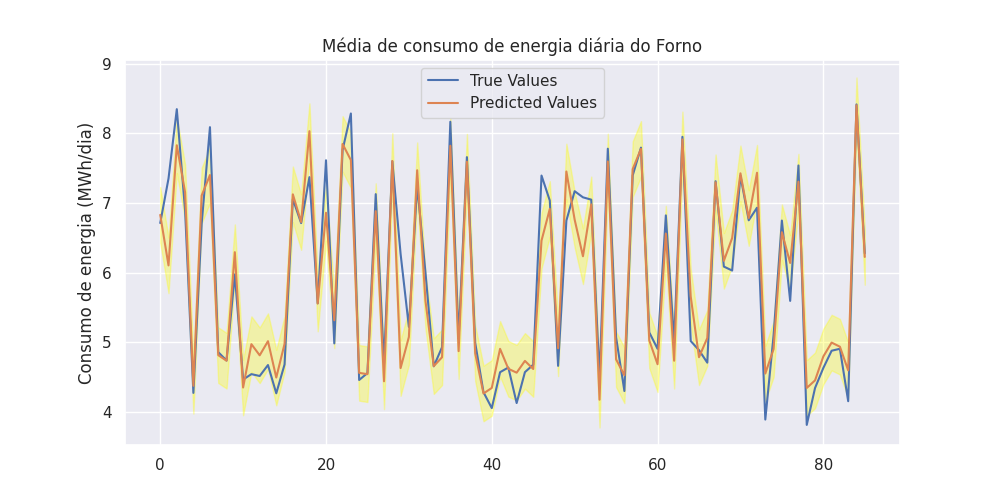 Média de consumo de energia diária do Forno
True Values
Predicted Values
Consumo de energia (MWh/dia)
9
8
7
6
5
4
0 20 40 60 80